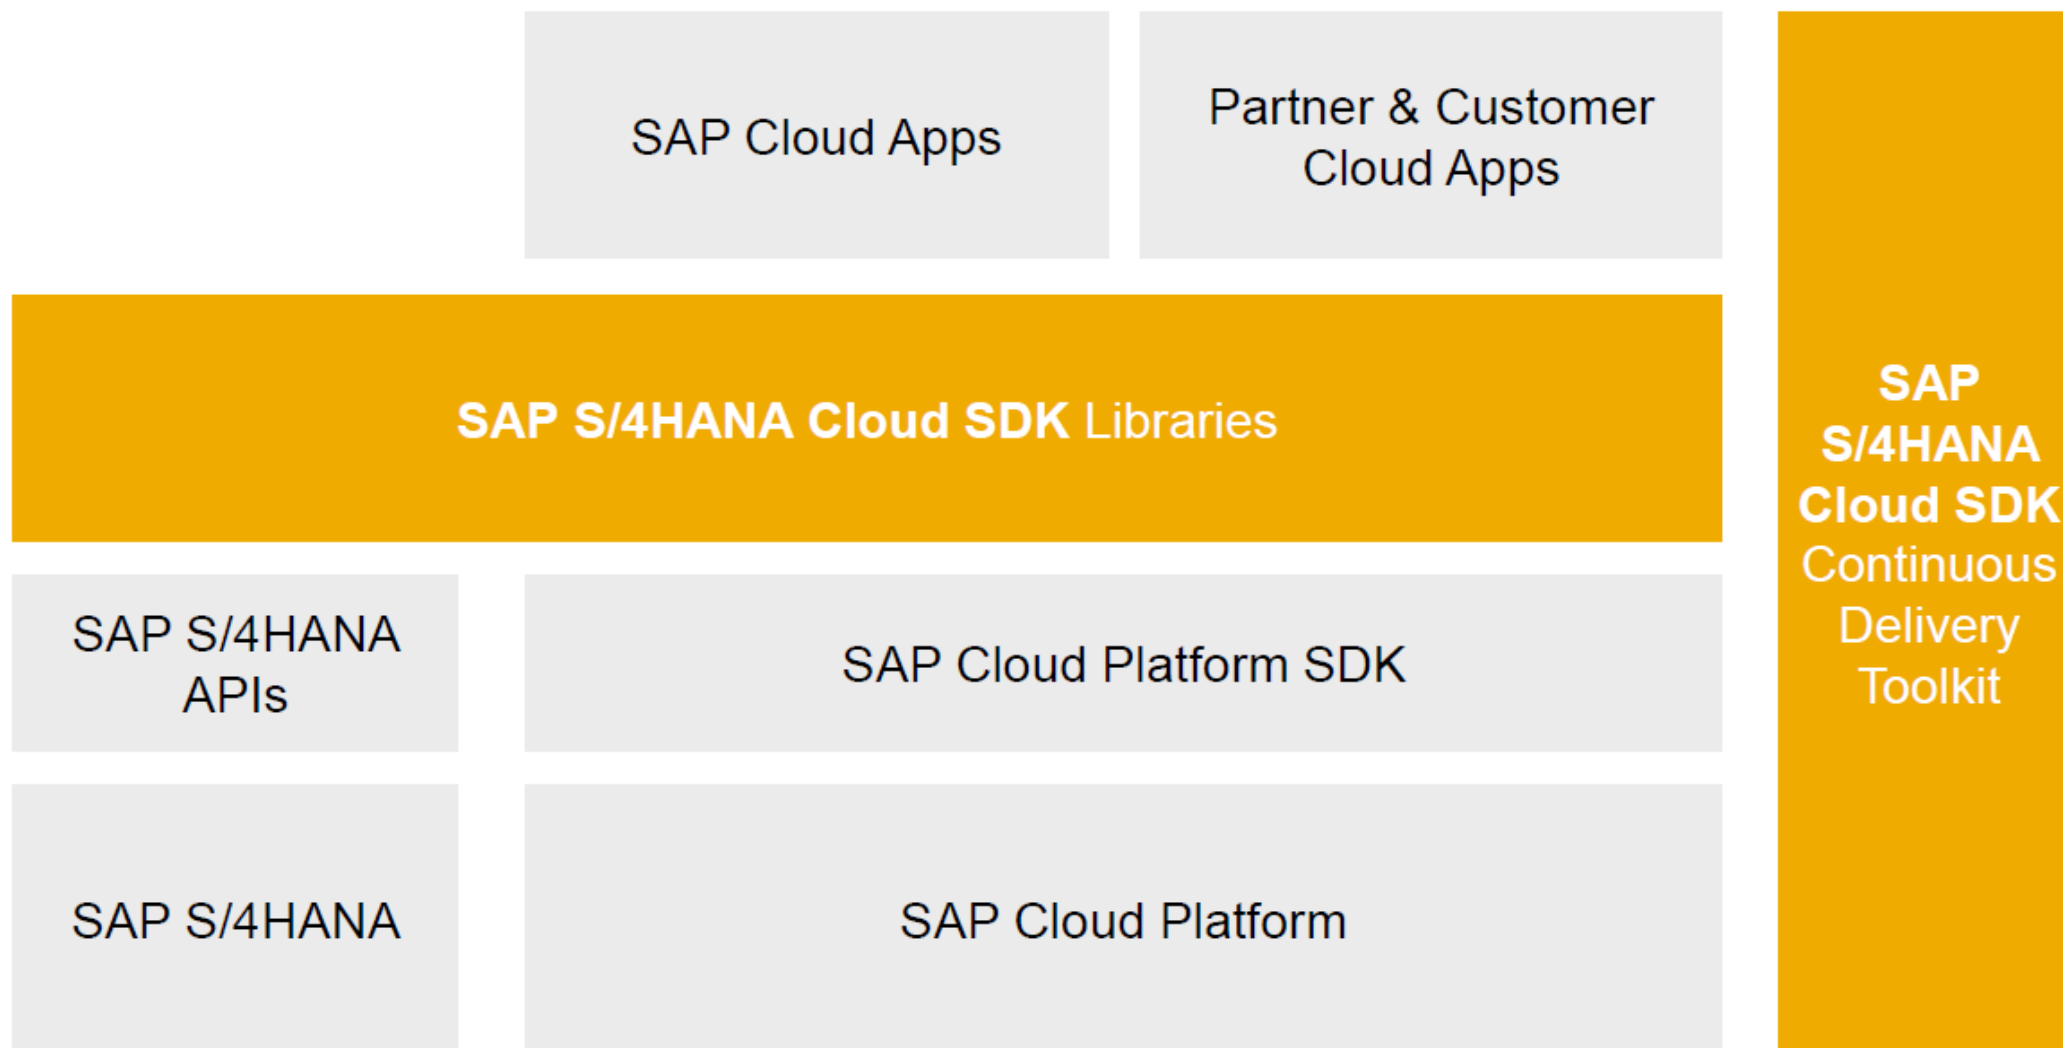 SAP Cloud Apps
Partner & Customer
Cloud Apps
SAP S/4HANA Cloud SDK Libraries
SAP S/4HANA
APIs
SAP Cloud Platform SDK
SAP S/4HANA
SAP Cloud Platform
SAP
S/4HANA
Cloud SDK
Continuous
Delivery
Toolkit